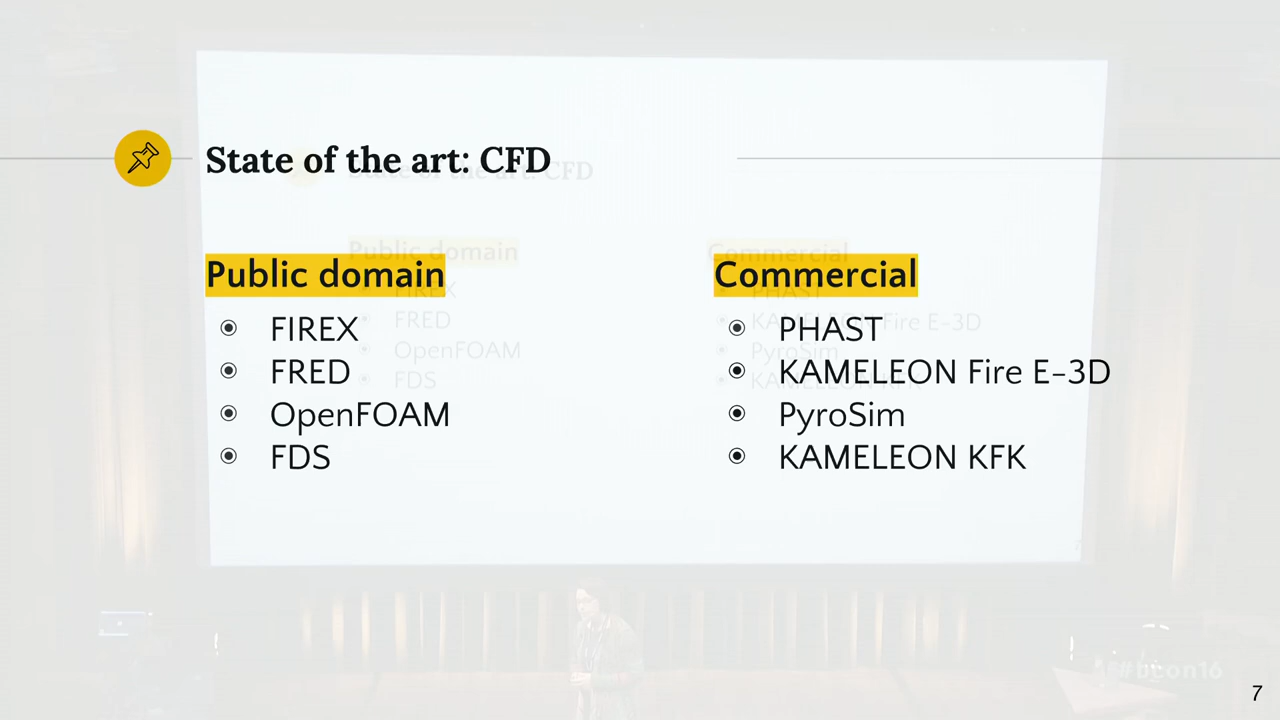 State of the art: CFD
Public domain
FIREX
FRED
OpenFOAM
FDS
Commercial
PHAST
KAMELEON Fire E-3D
PyroSim
KAMELEON KFK
#bcon16
7